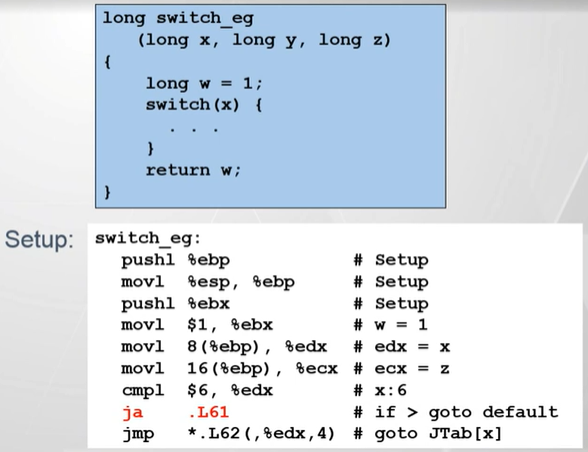 long switch_eg
(long x, long y, long z)
{
long w = 1;
switch(x) {
. . .
}
return w;
}
Setup:
switch_eg:
pushl %ebp # Setup
movl %esp, %ebp # Setup
pushl %ebx # Setup
movl $1, %ebx # w = 1
movl 8(%ebp), %edx # edx = x
movl 16(%ebp), %ecx # ecx = z
cmpl $6, %edx # x:6
ja .L61 # if > goto default
jmp *.L62(,%edx,4) # goto JTab[x]